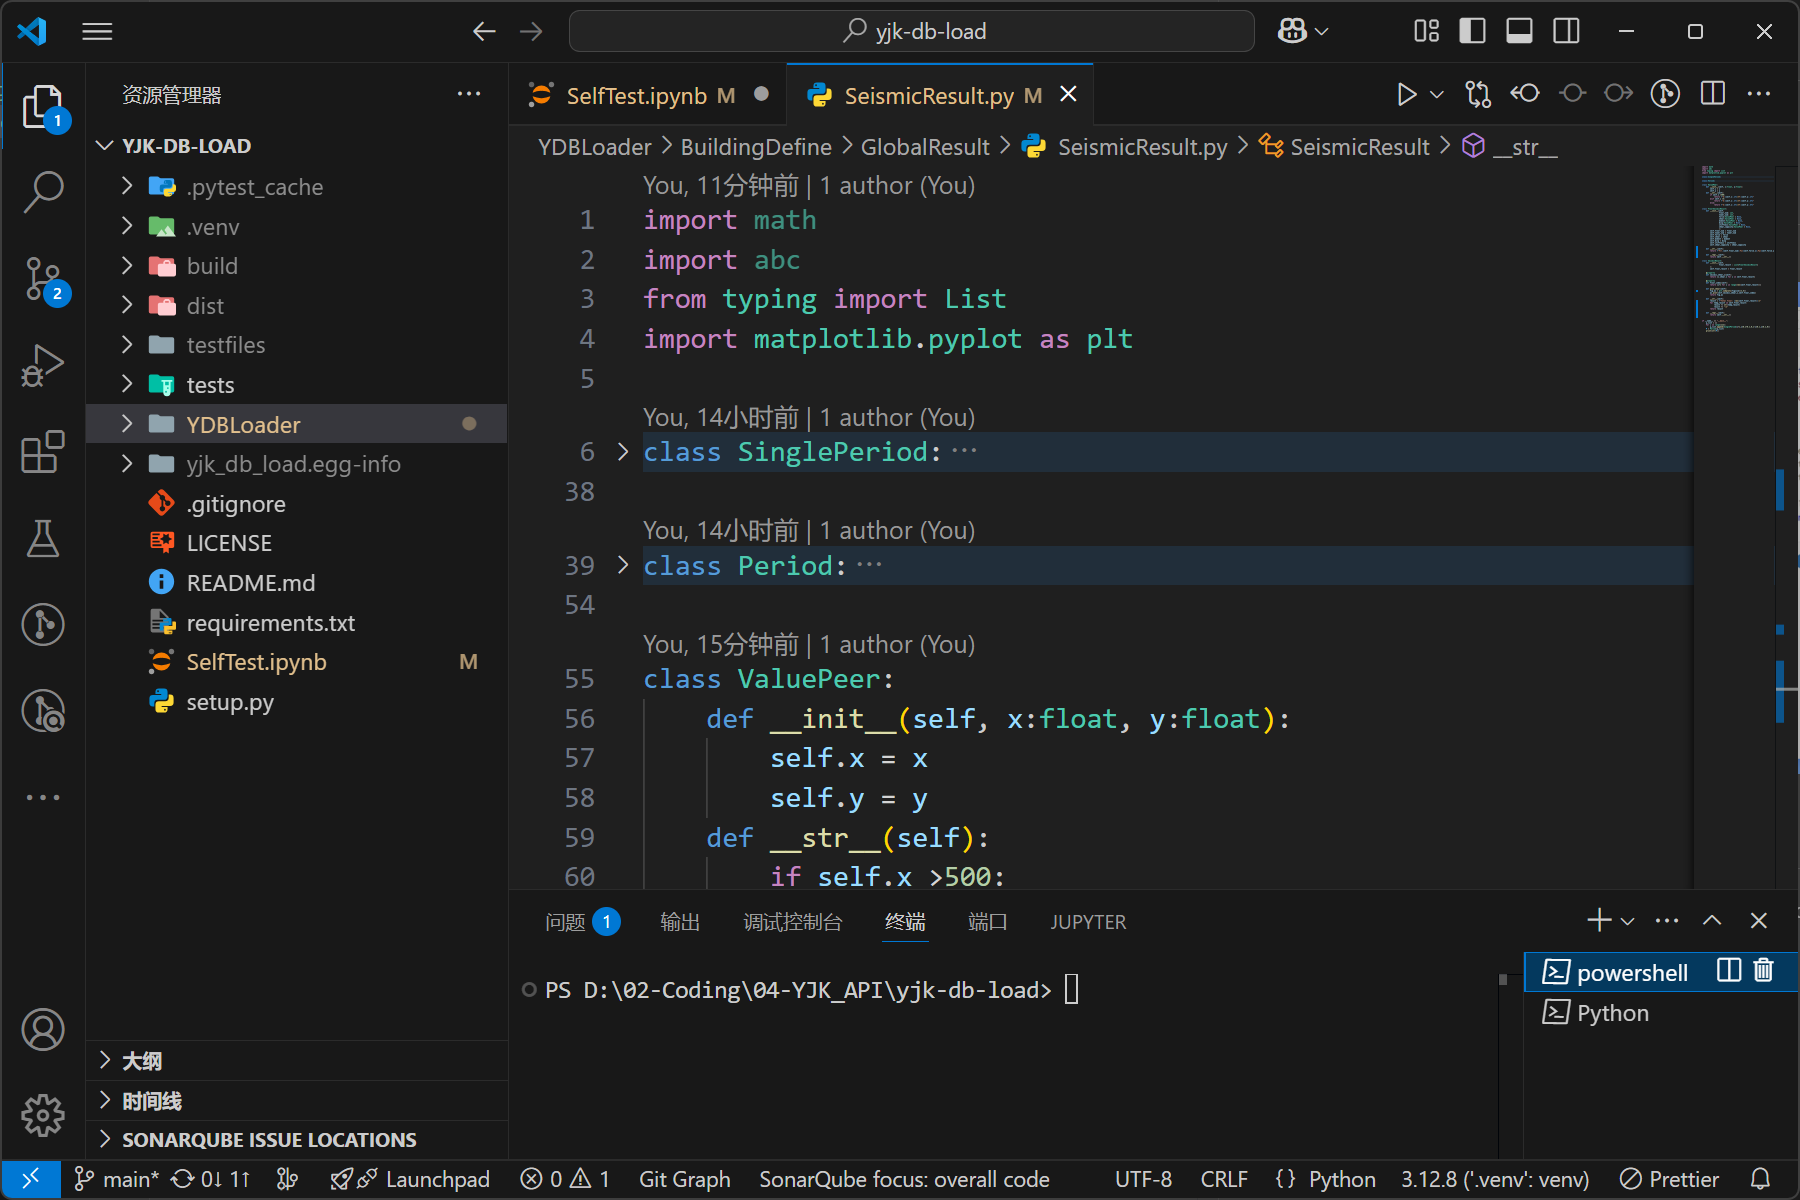 yjk-db-load
资源管理器
SelfTest.ipynb M
SeismicResult.py M
1
YJK-DB-LOAD
YDBLoader > BuildingDefine > GlobalResult > SeismicResult.py > SeismicResult > __str__
.pytest_cache
.venv
build
dist
testfiles
tests
YDBLoader
yjk_db_load.egg-info
.gitignore
LICENSE
README.md
requirements.txt
SelfTest.ipynb M
setup.py
2
You, 11分钟前 | 1 author (You)
1 import math
2 import abc
3 from typing import List
4 import matplotlib.pyplot as plt
5
You, 14小时前 | 1 author (You)
6 class SinglePeriod: ···
38
You, 14小时前 | 1 author (You)
39 class Period: ···
54
You, 15分钟前 | 1 author (You)
55 class ValuePeer:
56 def __init__(self, x:float, y:float):
57 self.x = x
58 self.y = y
59 def __str__(self):
60 if self.x >500:
问题 1 输出 调试控制台 终端 端口 JUPYTER
PS D:\02-Coding\04-YJK_API\yjk-db-load>
powershell
Python
大纲
时间线
SONARQUBE ISSUE LOCATIONS
main* 0↓ 1↑ Launchpad 0 1 Git Graph SonarQube focus: overall code UTF-8 CRLF {} Python 3.12.8 ('.venv': venv) Prettier